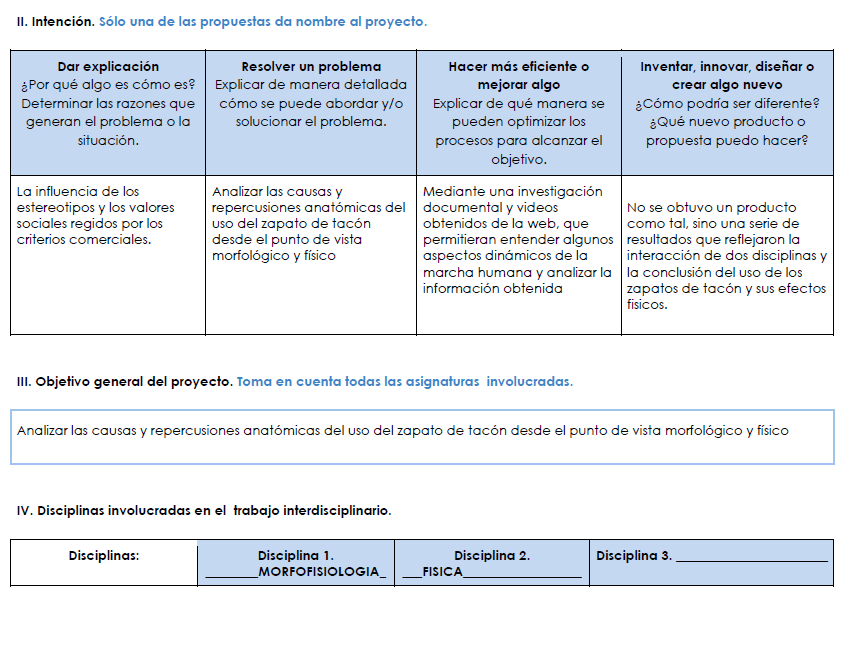 II. Intención. Sólo una de las propuestas da nombre al proyecto.
Dar explicación
¿Por qué algo es cómo es?
Determinar las razones que
generan el problema o la
situación.
Resolver un problema
Explicar de manera detallada
cómo se puede abordar y/o
solucionar el problema.
Hacer más eficiente o
mejorar algo
Explicar de qué manera se
pueden optimizar los
procesos para alcanzar el
objetivo.
Inventar, innovar, diseñar o
crear algo nuevo
¿Cómo podría ser diferente?
¿Qué nuevo producto o
propuesta puedo hacer?
La influencia de los
estereotipos y los valores
sociales regidos por los
criterios comerciales.
Analizar las causas y
repercusiones anatómicas del
uso del zapato de tacón
desde el punto de vista
morfológico y físico
Mediante una investigación
documental y videos
obtenidos de la web, que
permitieran entender algunos
aspectos dinámicos de la
marcha humana y analizar la
información obtenida
No se obtuvo un producto
como tal, sino una serie de
resultados que reflejaron la
interacción de dos disciplinas y
la conclusión del uso de los
zapatos de tacón y sus efectos
físicos.
III. Objetivo general del proyecto. Toma en cuenta todas las asignaturas  involucradas.
Analizar las causas y repercusiones anatómicas del uso del zapato de tacón desde el punto de vista morfológico y físico
IV. Disciplinas involucradas en el  trabajo interdisciplinario.
Disciplinas:
Disciplina 1.
________MORFOFISIOLOGIA_
Disciplina 2.
___FISICA__________________
Disciplina 3. _______________________